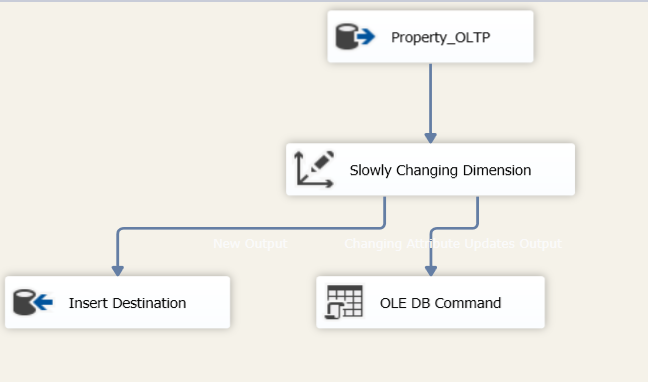 Property_OLTP
Slowly Changing Dimension
New Output
Changing Attribute Updates Output
Insert Destination
OLE DB Command